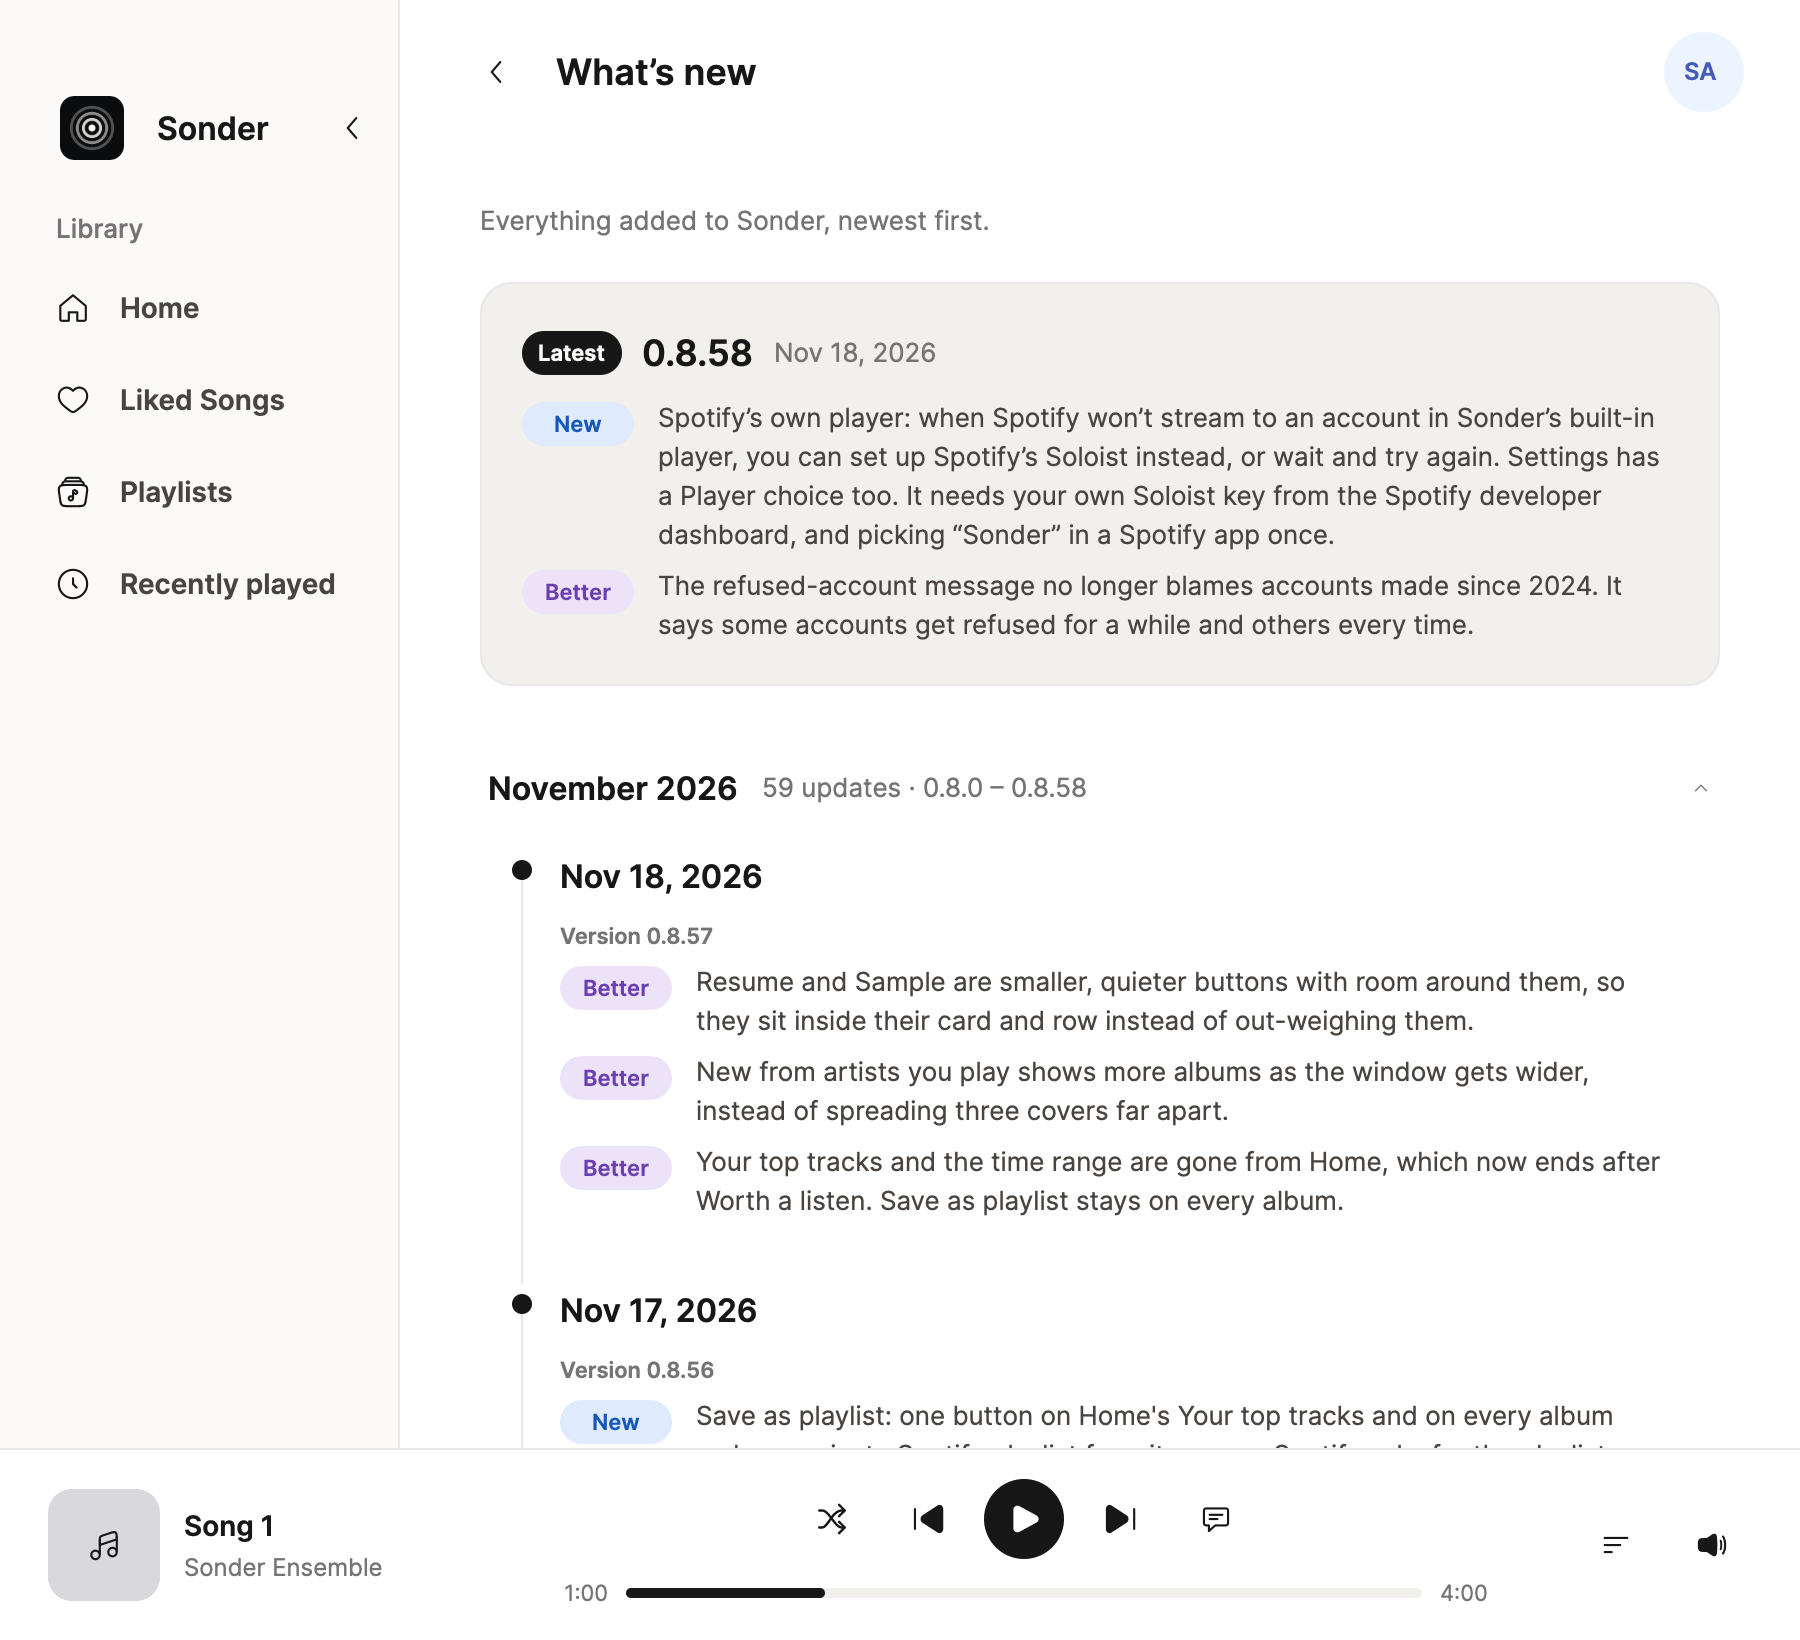 Sonder
Library
Home
Liked Songs
Playlists
Recently played
What’s new
SA
Everything added to Sonder, newest first.
Latest 0.8.58 Nov 18, 2026
New
Spotify’s own player: when Spotify won’t stream to an account in Sonder’s built-in
player, you can set up Spotify’s Soloist instead, or wait and try again. Settings has
a Player choice too. It needs your own Soloist key from the Spotify developer
dashboard, and picking “Sonder” in a Spotify app once.
Better
The refused-account message no longer blames accounts made since 2024. It
says some accounts get refused for a while and others every time.
November 2026 59 updates · 0.8.0 – 0.8.58
Nov 18, 2026
Version 0.8.57
Better
Resume and Sample are smaller, quieter buttons with room around them, so
they sit inside their card and row instead of out-weighing them.
Better
New from artists you play shows more albums as the window gets wider,
instead of spreading three covers far apart.
Better
Your top tracks and the time range are gone from Home, which now ends after
Worth a listen. Save as playlist stays on every album.
Nov 17, 2026
Version 0.8.56
New
Save as playlist: one button on Home's Your top tracks and on every album
Song 1
Sonder Ensemble
1:00
4:00